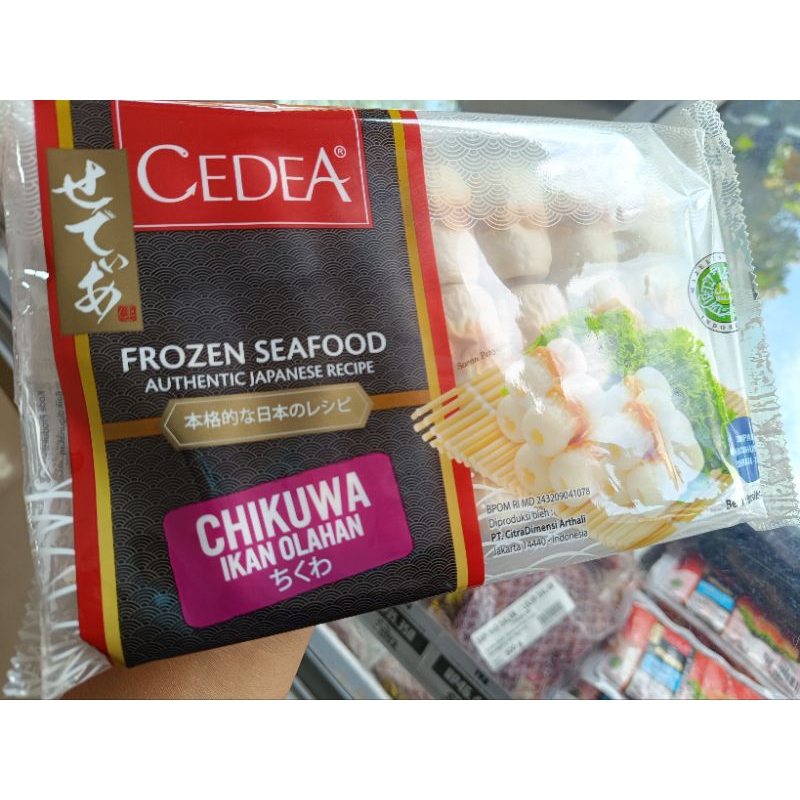 CEDEA®
せでぃあ
FROZEN SEAFOOD
AUTHENTIC JAPANESE RECIPE
本格的な日本のレシピ
CHIKUWA
IKAN OLAHAN
ちくわ
BPOM RI MD 243209041078
Diproduksi oleh :
PT. CitraDimensi Arthali
Jakarta 14440 - Indonesia